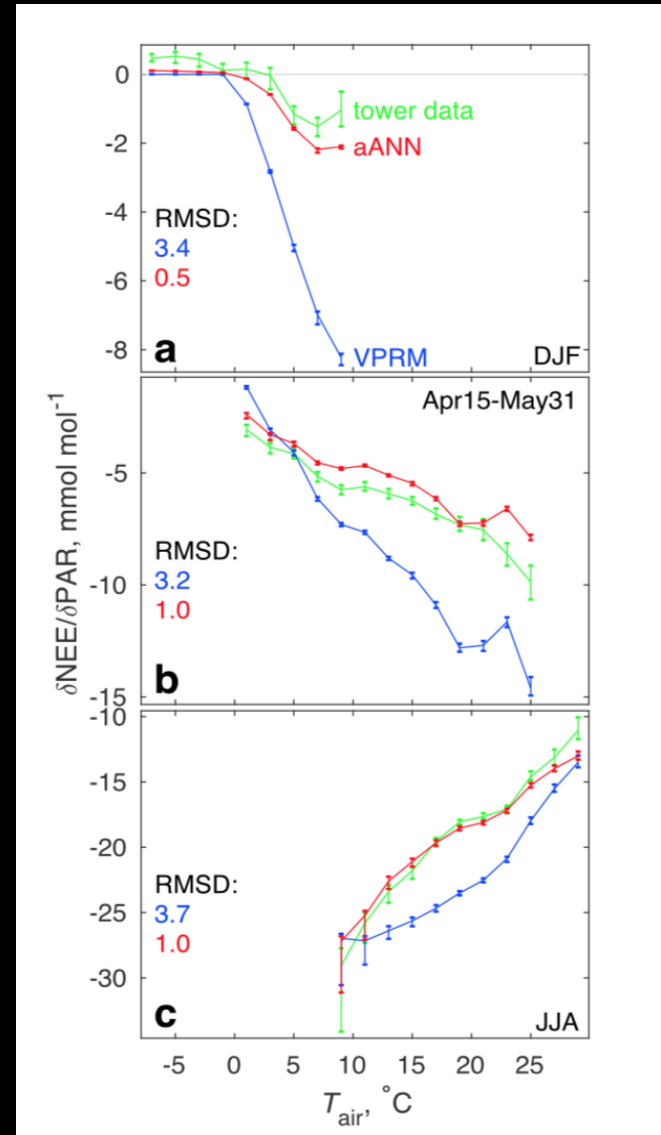 0
-2
-4
-6
-8
tower data
aANN
VPRM
RMSD:
3.4
0.5
a
DJF
-5
-10
-15
Apr15-May31
RMSD:
3.2
1.0
b
δNEE/δPAR, mmol mol⁻¹
-10
-15
-20
-25
-30
RMSD:
3.7
1.0
c
JJA
-5 0 5 10 15 20 25
T_air, °C